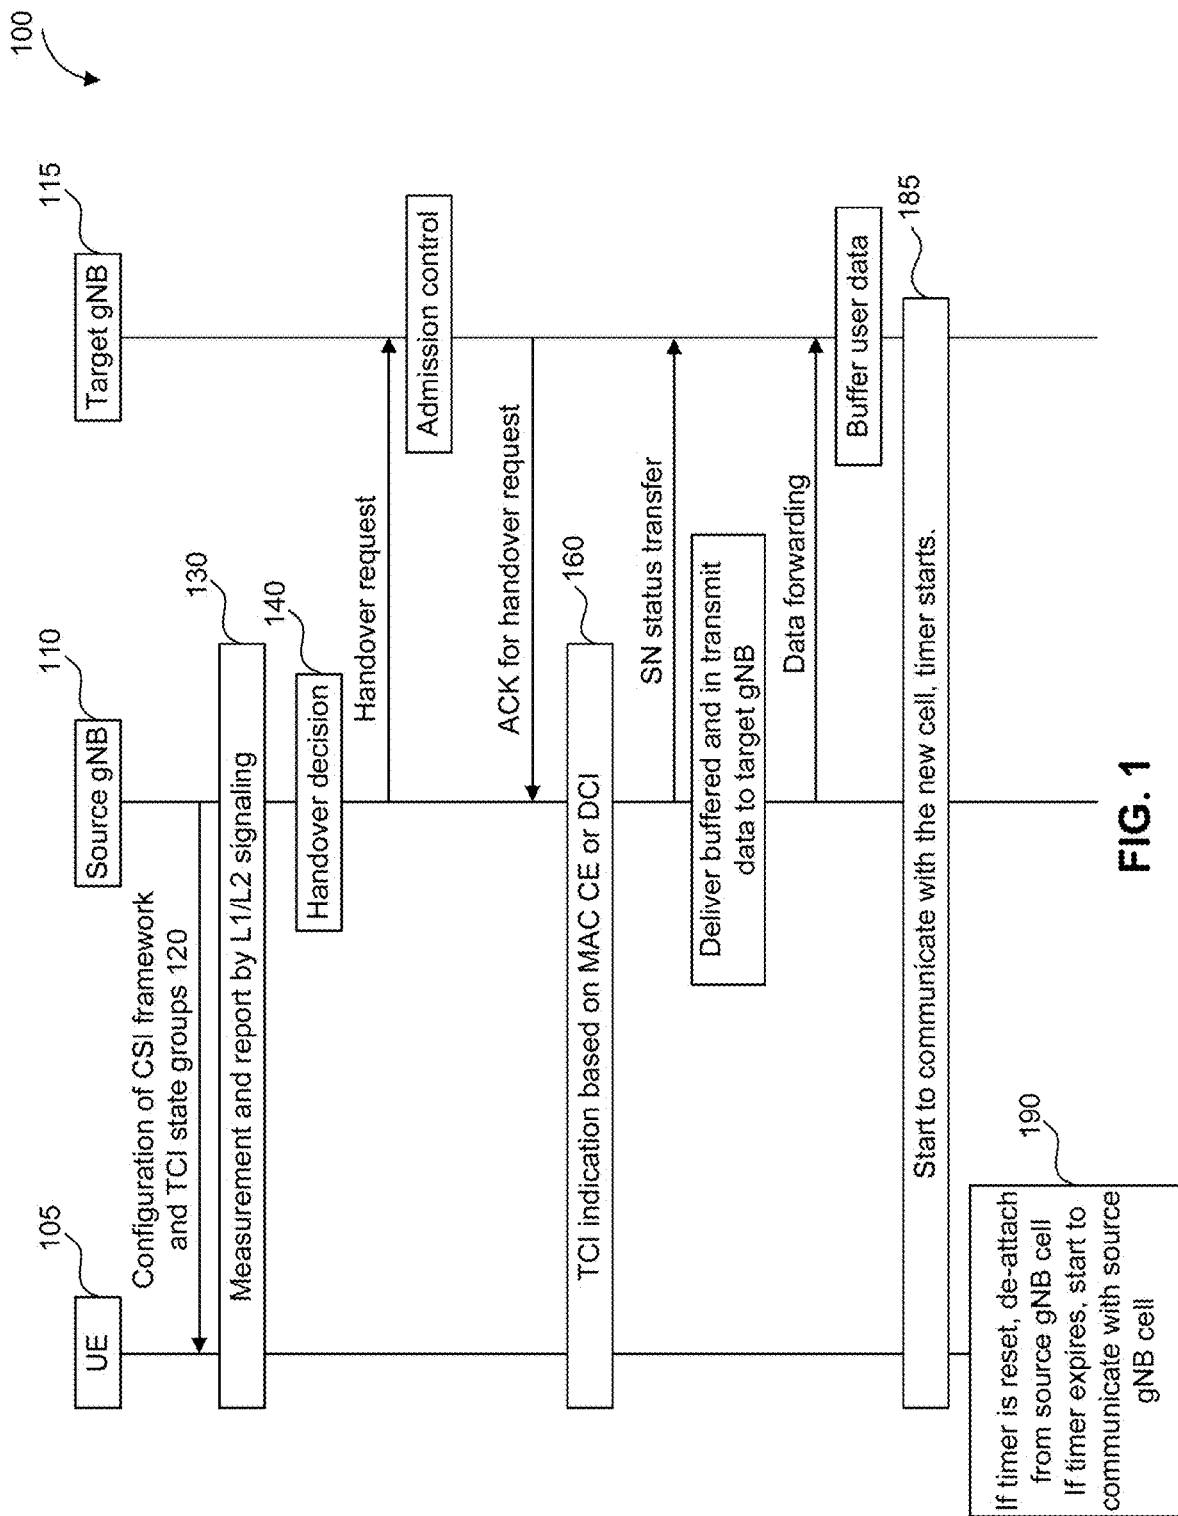 100
UE
105
Source gNB
110
Target gNB
115
Configuration of CSI framework
and TCI state groups 120
Measurement and report by L1/L2 signaling
130
Handover decision
140
Handover request
Admission control
ACK for handover request
TCI indication based on MAC CE or DCI
160
SN status transfer
Deliver buffered and in transmit
data to target gNB
Data forwarding
Buffer user data
Start to communicate with the new cell, timer starts.
185
If timer is reset, de-attach
from source gNB cell
If timer expires, start to
communicate with source
gNB cell
190
FIG. 1